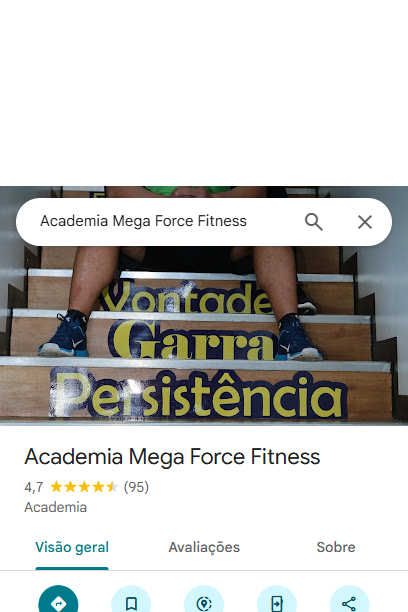 Academia Mega Force Fitness
Vontade
Garra
Persistência
Academia Mega Force Fitness
4,7 (95)
Academia
Visão geral Avaliações Sobre